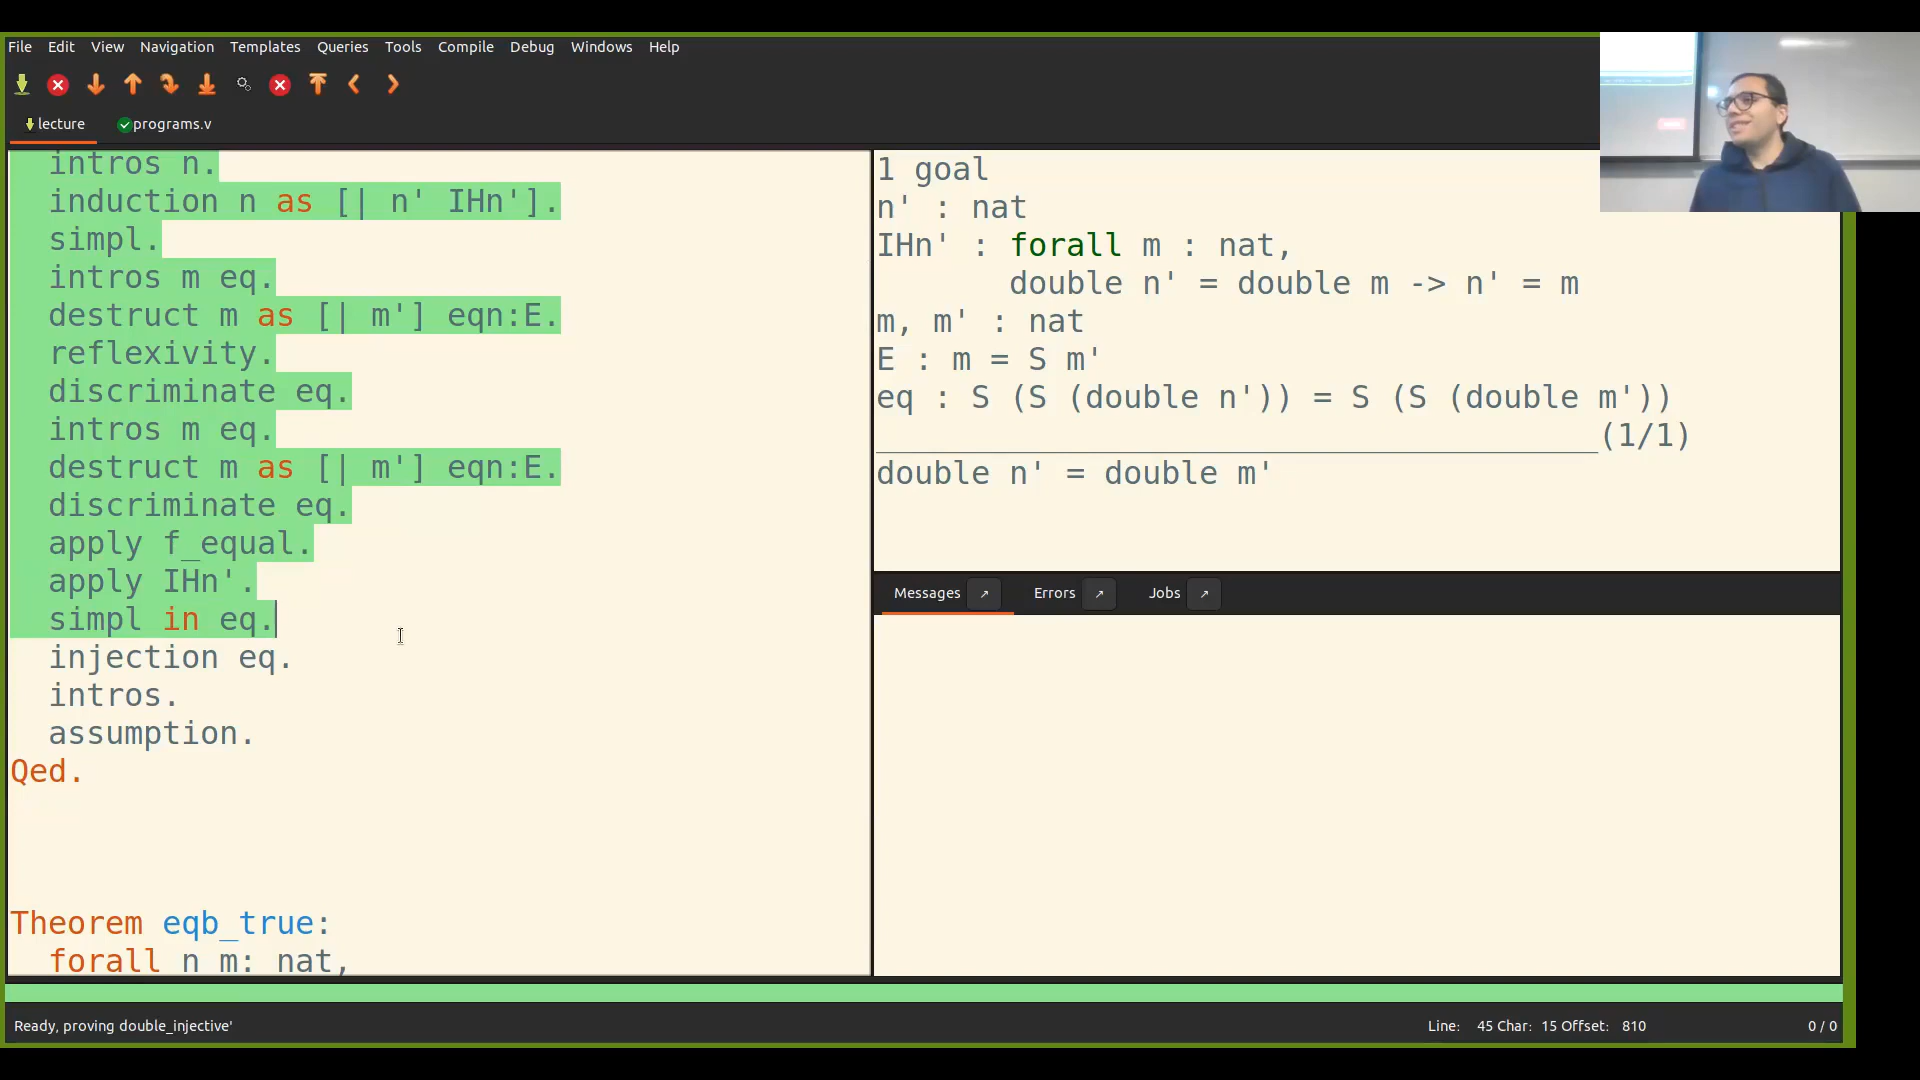 File Edit View Navigation Templates Queries Tools Compile Debug Windows Help
lecture programs.v
intros n.
induction n as [| n' IHn'].
simpl.
intros m eq.
destruct m as [| m'] eqn:E.
reflexivity.
discriminate eq.
intros m eq.
destruct m as [| m'] eqn:E.
discriminate eq.
apply f_equal.
apply IHn'.
simpl in eq.
injection eq.
intros.
assumption.
Qed.
Theorem eqb_true:
forall n m: nat,
1 goal
n' : nat
IHn' : forall m : nat,
double n' = double m -> n' = m
m, m' : nat
E : m = S m'
eq : S (S (double n')) = S (S (double m'))
(1/1)
double n' = double m'
Messages Errors Jobs
Ready, proving double_injective'
Line: 45 Char: 15 Offset: 810
0 / 0